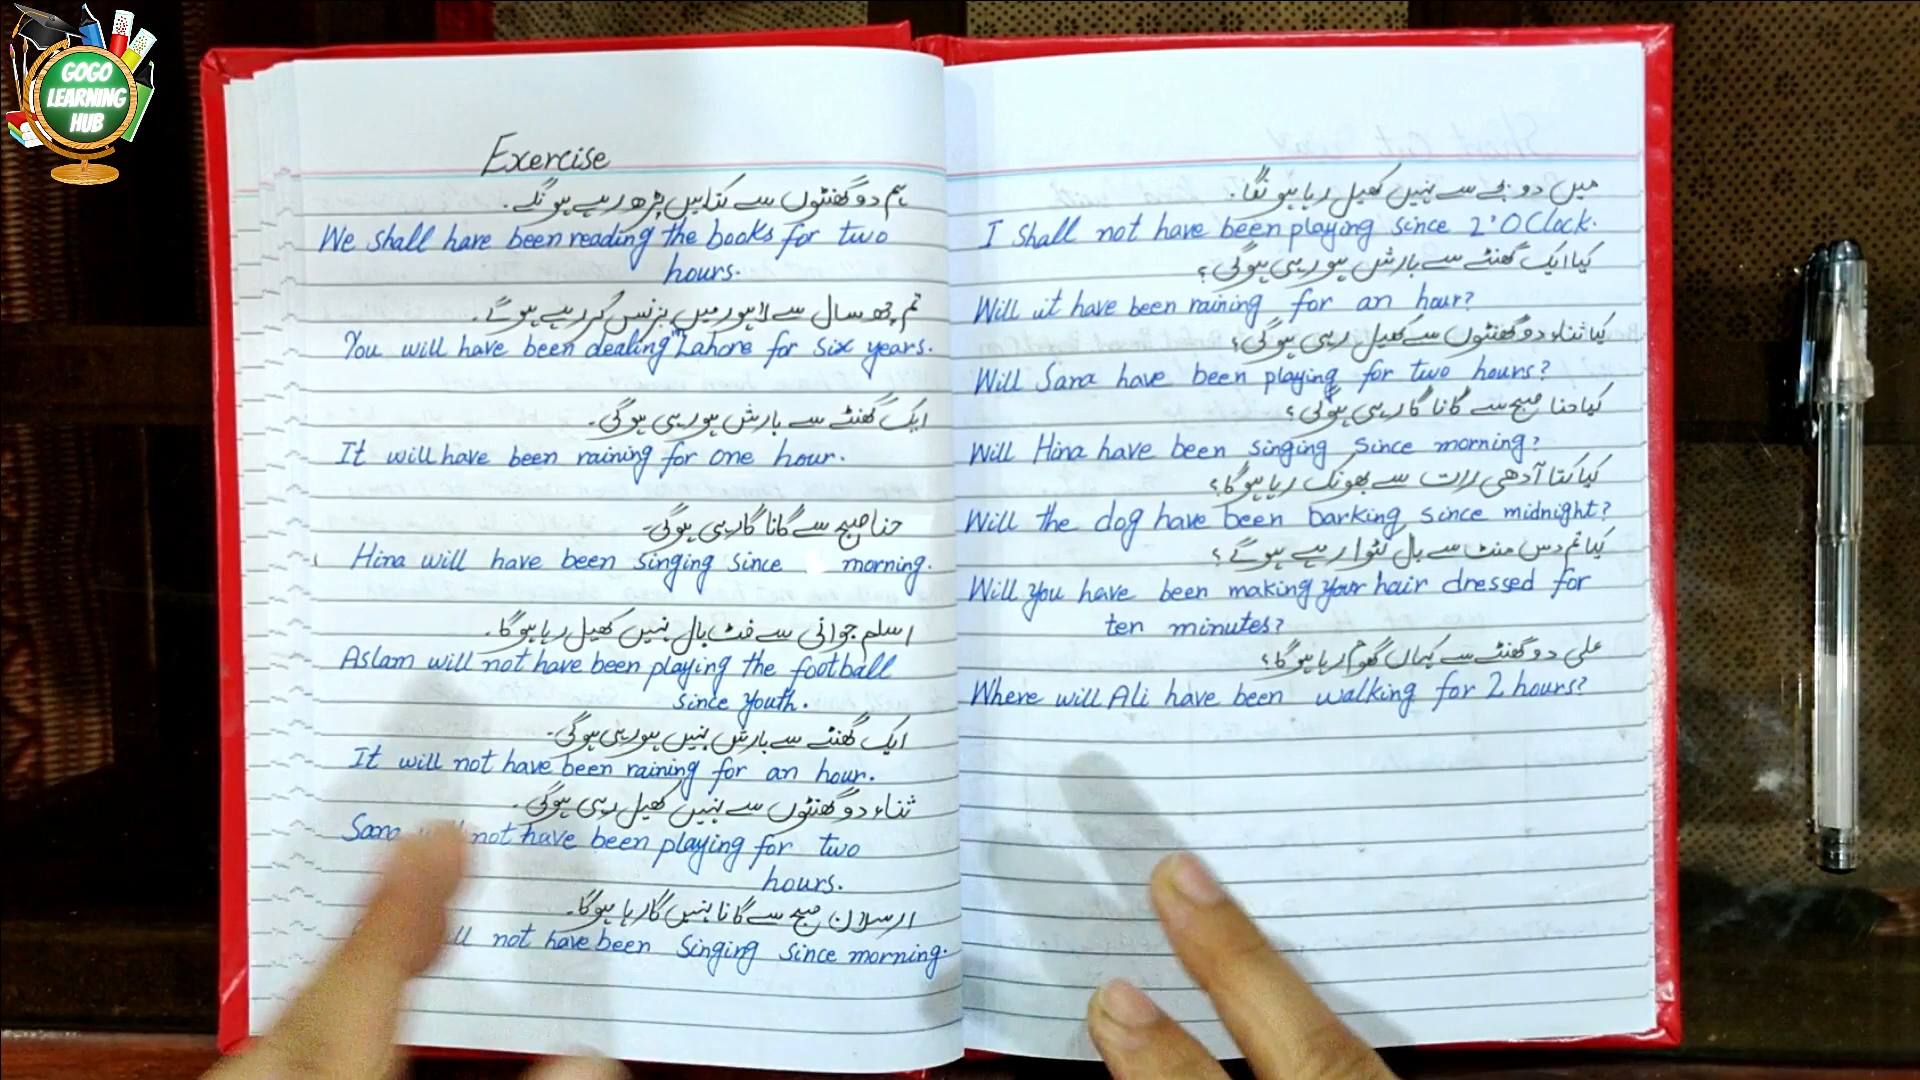 GOGO
LEARNING
HUB
Exercise
ہم دو گھنٹوں سے کتابیں پڑھ رہے ہونگے۔
We shall have been reading the books for two
hours.
تم چھ سال سے لاہور میں بزنس کر رہے ہو گے۔
You will have been dealing in Lahore for six years.
ایک گھنٹے سے بارش ہو رہی ہوگی۔
It will have been raining for one hour.
حنا صبح سے گانا گا رہی ہوگی۔
Hina will have been singing since morning.
اسلم جوانی سے فٹ بال نہیں کھیل رہا ہوگا۔
Aslam will not have been playing the football
since youth.
ایک گھنٹے سے بارش نہیں ہو رہی ہوگی۔
It will not have been raining for an hour.
ثناء دو گھنٹوں سے نہیں کھیل رہی ہوگی۔
Sana not have been playing for two
hours.
ارسلان صبح سے گانا نہیں گا رہا ہوگا۔
not have been singing since morning.
میں دو بجے سے نہیں کھیل رہا ہونگا۔
I shall not have been playing since 2'O Clock.
کیا ایک گھنٹے سے بارش ہو رہی ہوگی؟
Will it have been raining for an hour?
کیا ثناء دو گھنٹوں سے کھیل رہی ہوگی؟
Will Sana have been playing for two hours?
کیا حنا صبح سے گانا گا رہی ہوگی؟
Will Hina have been singing since morning?
کیا کتا آدھی رات سے بھونک رہا ہوگا؟
Will the dog have been barking since midnight?
کیا تم دس منٹ سے بال کٹوا رہے ہو گے؟
Will you have been making your hair dressed for
ten minutes?
علی دو گھنٹے سے کہاں گھوم رہا ہوگا؟
Where will Ali have been walking for 2 hours?